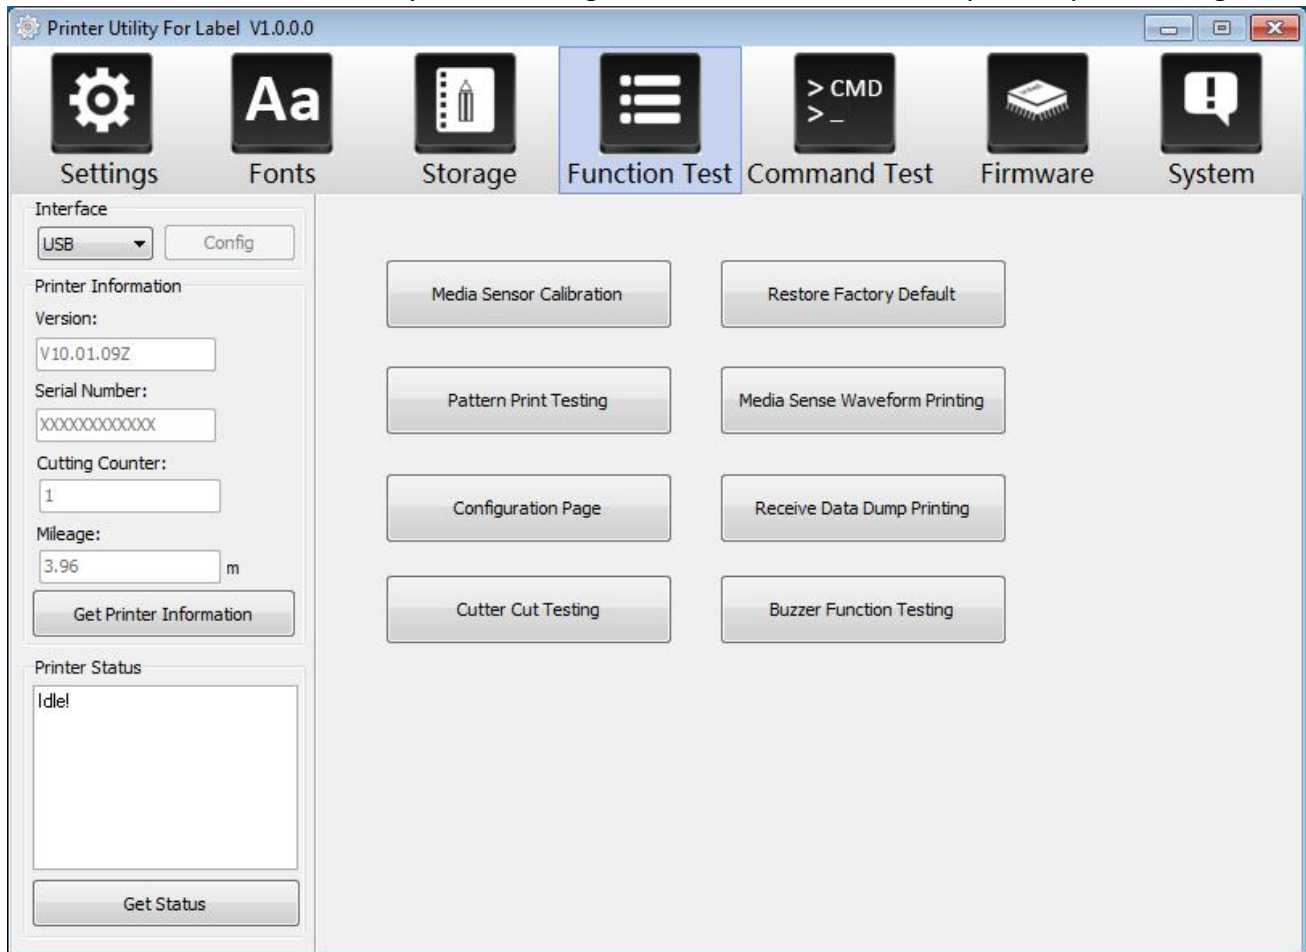 Printer Utility For Label V1.0.0.0
> CMD
> _
Aa
Settings
Fonts
Storage
Function Test
Command Test
Firmware
System
Interface
USB
Config
Printer Information
Version:
V10.01.09Z
Serial Number:
XXXXXXXXXXXX
Cutting Counter:
1
Mileage:
3.96 m
Get Printer Information
Printer Status
Idle!
Get Status
Media Sensor Calibration
Restore Factory Default
Pattern Print Testing
Media Sense Waveform Printing
Configuration Page
Receive Data Dump Printing
Cutter Cut Testing
Buzzer Function Testing